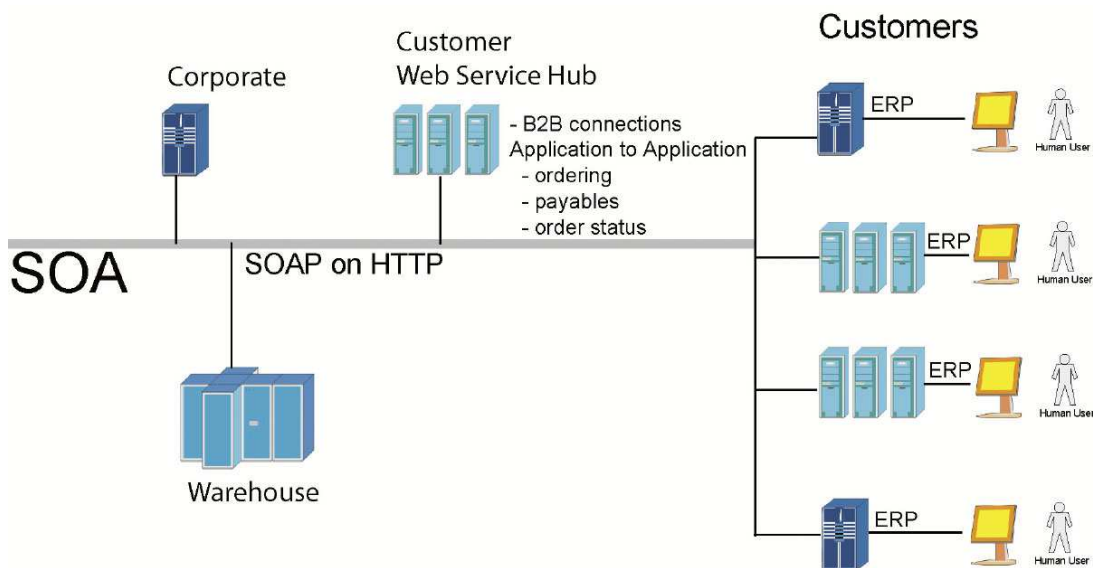 Customers
Customer
Web Service Hub
Corporate
- B2B connections
Application to Application
- ordering
- payables
- order status
SOA
SOAP on HTTP
Warehouse
ERP
Human User
ERP
Human User
ERP
Human User
ERP
Human User